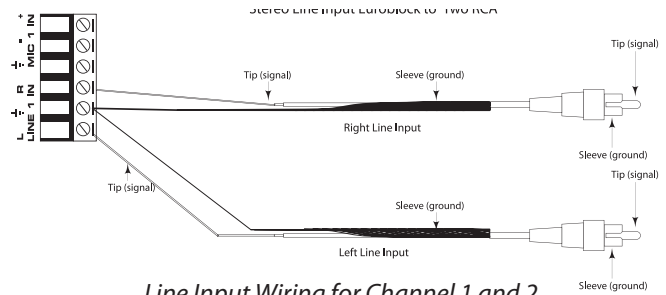 Stereo Line Input Euroblock to Two RCA
+
-
⏚
MIC 1 IN
R
⏚
L
LINE 1 IN
Tip (signal)
Sleeve (ground)
Tip (signal)
Right Line Input
Sleeve (ground)
Tip (signal)
Tip (signal)
Sleeve (ground)
Left Line Input
Sleeve (ground)
Line Input Wiring for Channel 1 and 2